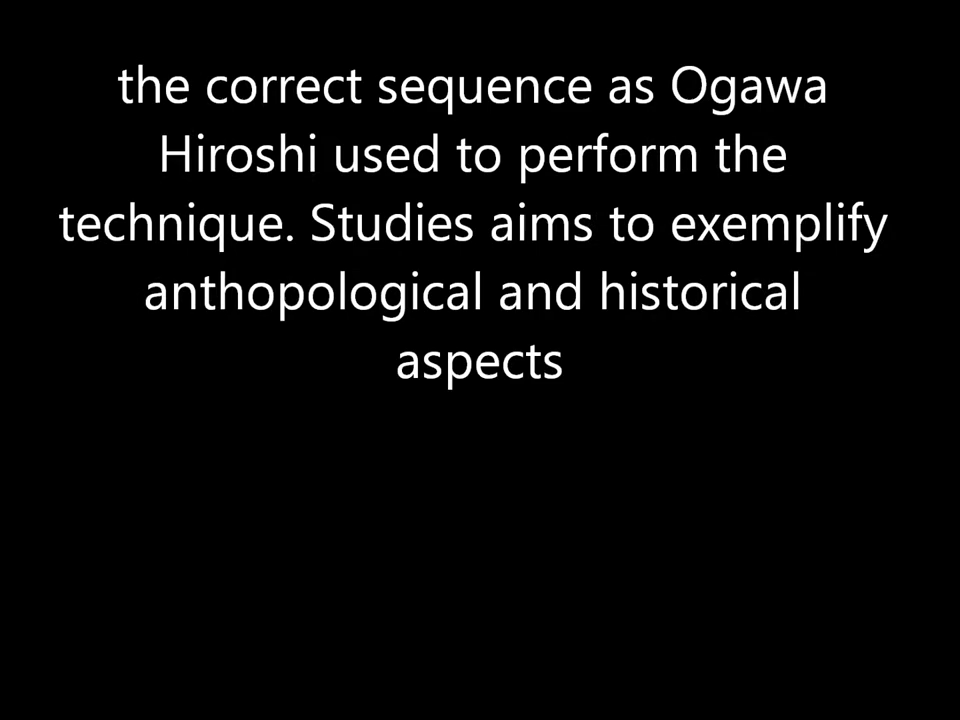 the correct sequence as Ogawa
Hiroshi used to perform the
technique. Studies aims to exemplify
anthopological and historical
aspects